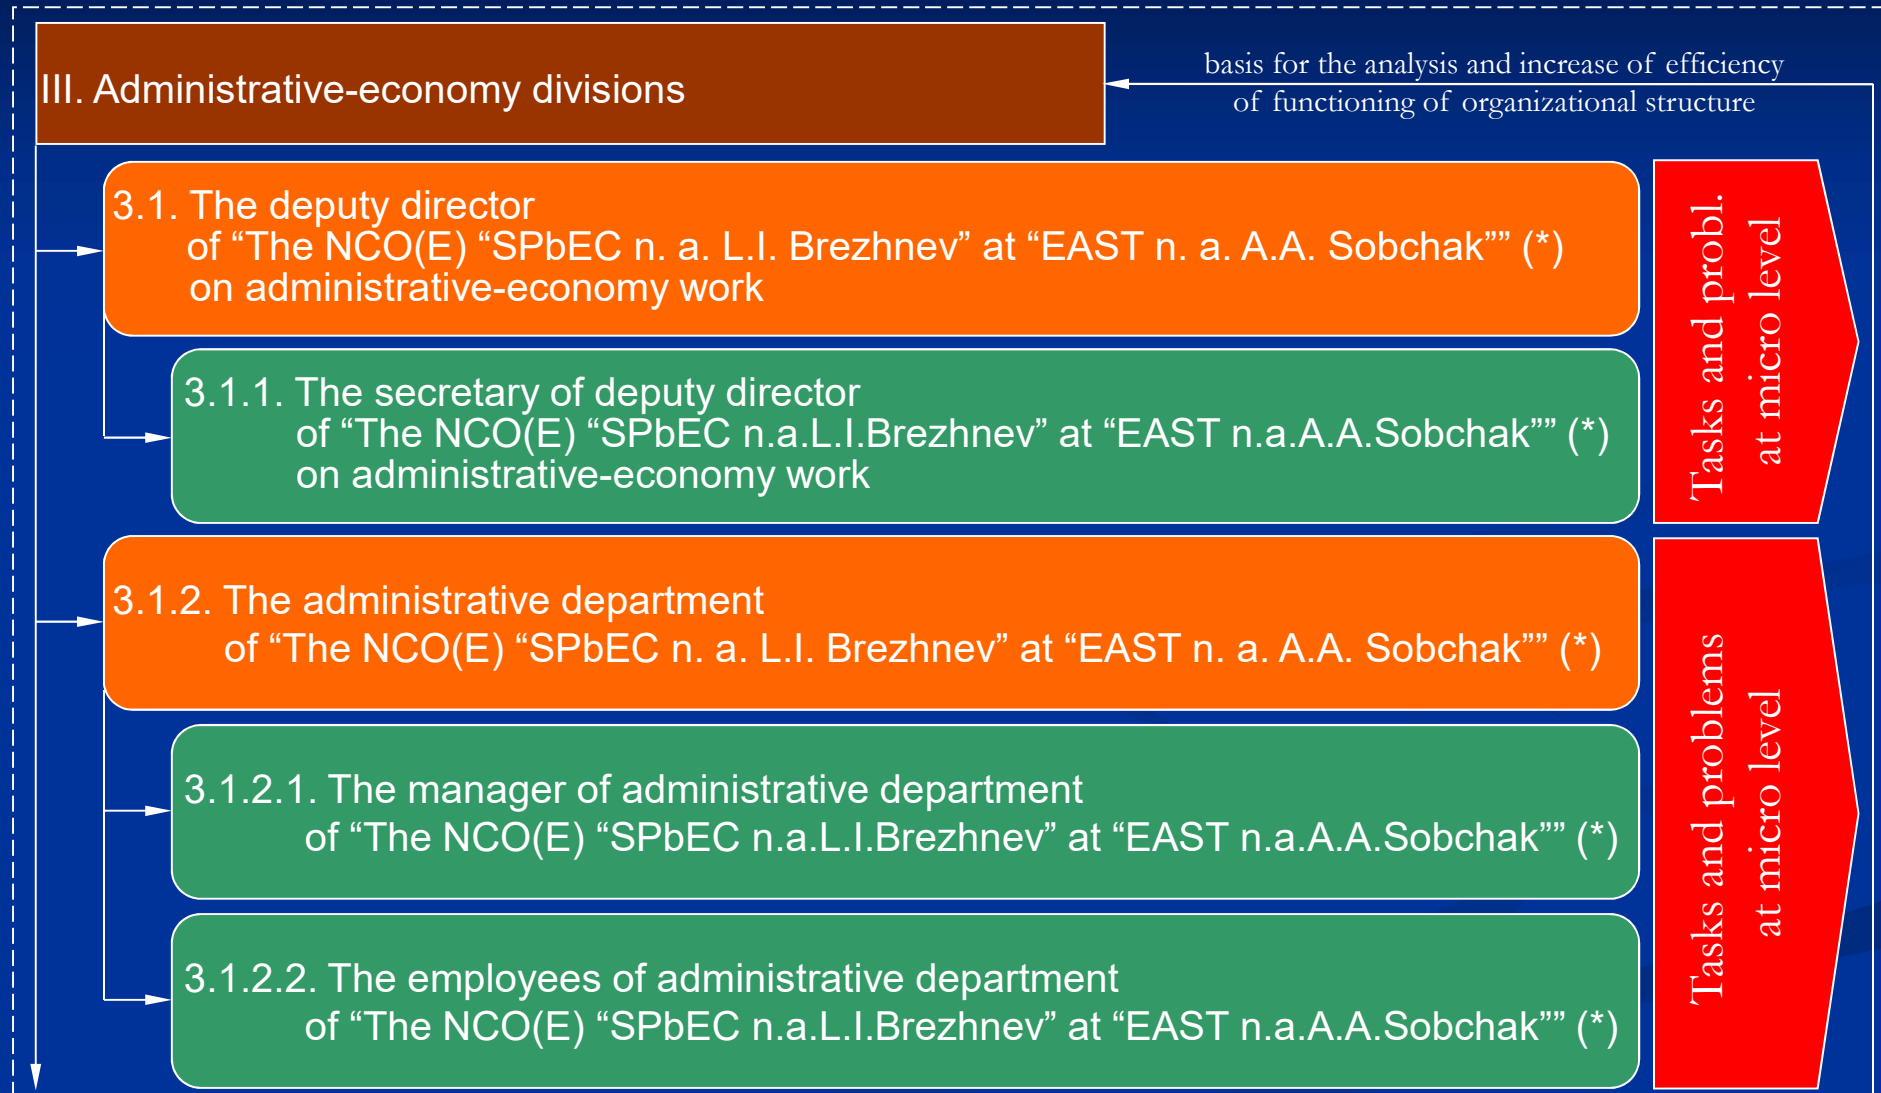 III. Administrative-economy divisions
basis for the analysis and increase of efficiency
of functioning of organizational structure
3.1. The deputy director
of “The NCO(E) “SPbEC n. a. L.I. Brezhnev” at “EAST n. a. A.A. Sobchak”” (*)
on administrative-economy work
3.1.1. The secretary of deputy director
of “The NCO(E) “SPbEC n.a.L.I.Brezhnev” at “EAST n.a.A.A.Sobchak”” (*)
on administrative-economy work
Tasks and probl.
at micro level
3.1.2. The administrative department
of “The NCO(E) “SPbEC n. a. L.I. Brezhnev” at “EAST n. a. A.A. Sobchak”” (*)
3.1.2.1. The manager of administrative department
of “The NCO(E) “SPbEC n.a.L.I.Brezhnev” at “EAST n.a.A.A.Sobchak”” (*)
3.1.2.2. The employees of administrative department
of “The NCO(E) “SPbEC n.a.L.I.Brezhnev” at “EAST n.a.A.A.Sobchak”” (*)
Tasks and problems
at micro level